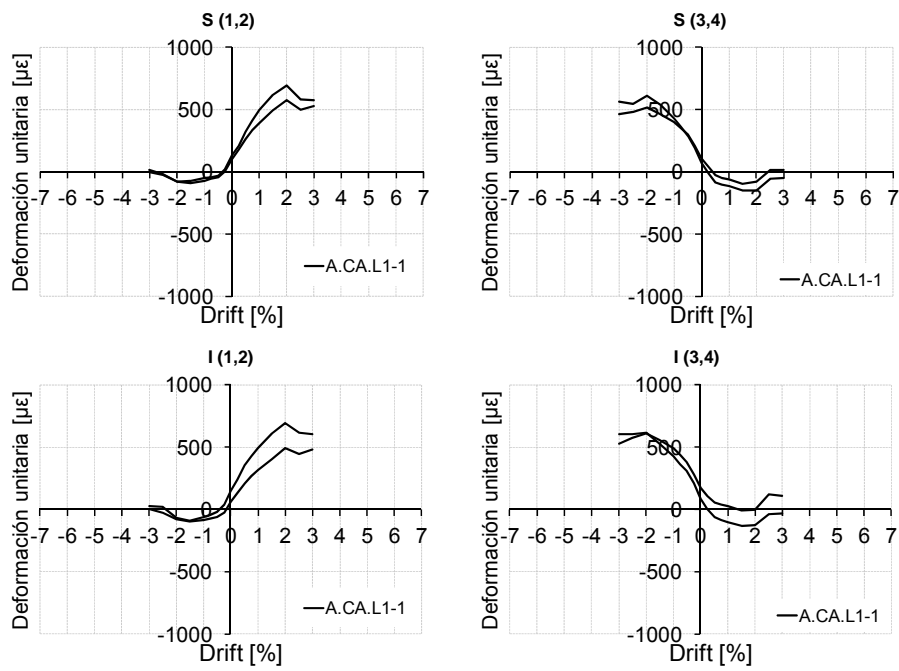 S (1,2)
Deformación unitaria [µε]
1000
500
0
-500
-1000
-7 -6 -5 -4 -3 -2 -1 0 1 2 3 4 5 6 7
A.CA.L1-1
Drift [%]
S (3,4)
Deformación unitaria [µε]
1000
500
0
-500
-1000
-7 -6 -5 -4 -3 -2 -1 0 1 2 3 4 5 6 7
A.CA.L1-1
Drift [%]
I (1,2)
Deformación unitaria [µε]
1000
500
0
-500
-1000
-7 -6 -5 -4 -3 -2 -1 0 1 2 3 4 5 6 7
A.CA.L1-1
Drift [%]
I (3,4)
Deformación unitaria [µε]
1000
500
0
-500
-1000
-7 -6 -5 -4 -3 -2 -1 0 1 2 3 4 5 6 7
A.CA.L1-1
Drift [%]